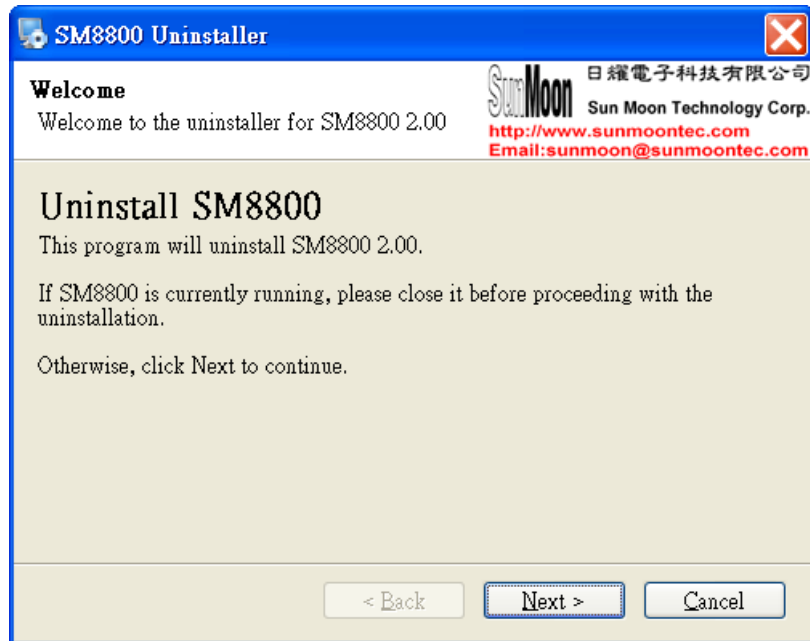 SM8800 Uninstaller
Welcome
Welcome to the uninstaller for SM8800 2.00
SunMoon
日耀電子科技有限公司
Sun Moon Technology Corp.
http://www.sunmoontec.com
Email:sunmoon@sunmoontec.com
Uninstall SM8800
This program will uninstall SM8800 2.00.
If SM8800 is currently running, please close it before proceeding with the
uninstallation.
Otherwise, click Next to continue.
< Back
Next >
Cancel